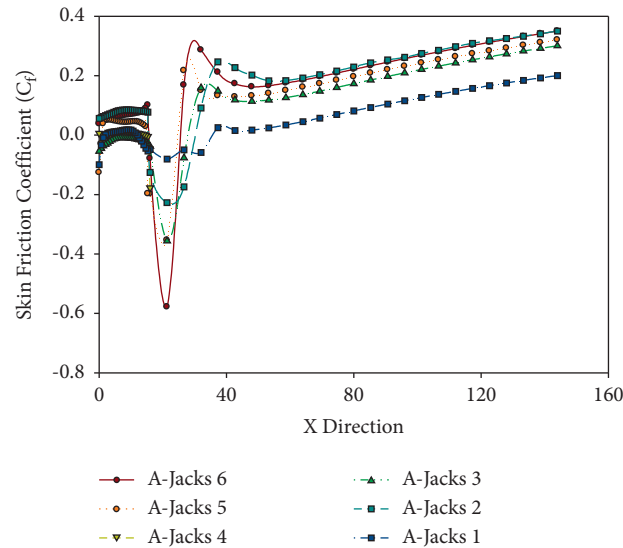 0.4
0.2
0.0
-0.2
-0.4
-0.6
-0.8
Skin Friction Coefficient (Cf)
0 40 80 120 160
X Direction
A-Jacks 6 A-Jacks 3
A-Jacks 5 A-Jacks 2
A-Jacks 4 A-Jacks 1